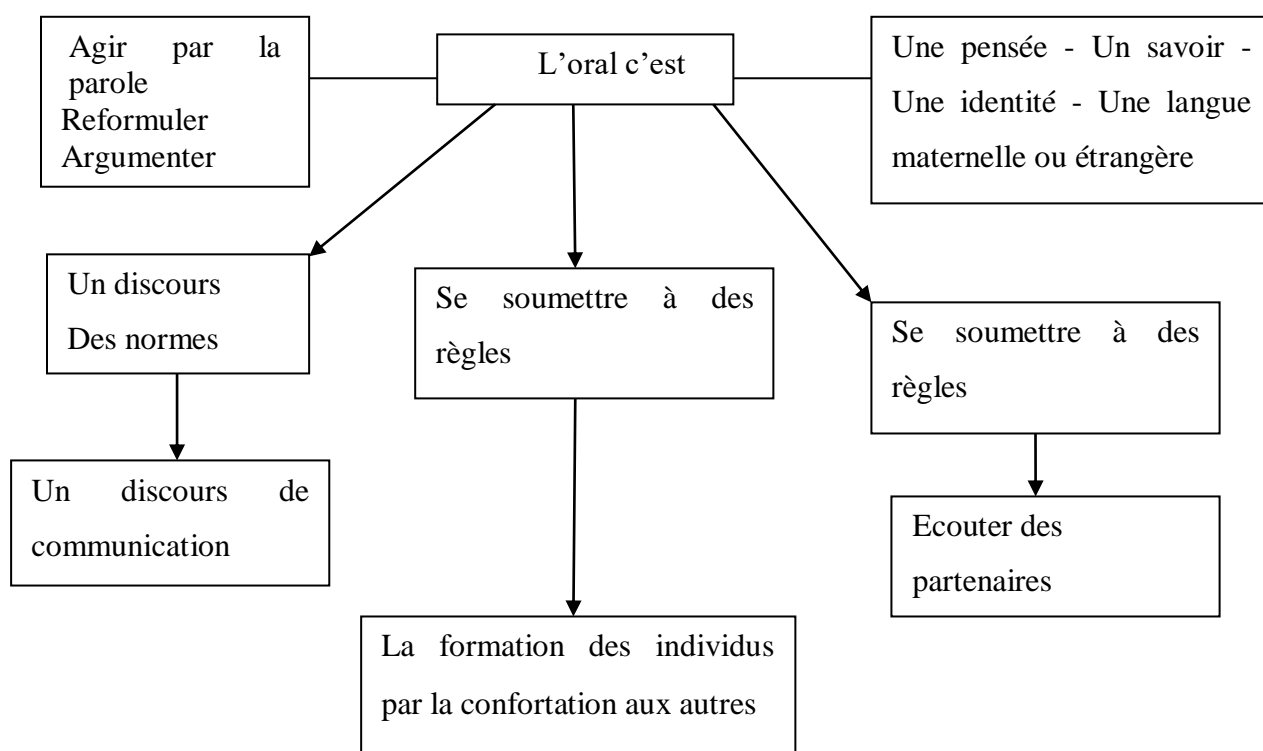 Agir par la
parole
Reformuler
Argumenter
L’oral c’est
Une pensée - Un savoir -
Une identité - Une langue
maternelle ou étrangère
Un discours
Des normes
Se soumettre à des
règles
Se soumettre à des
règles
Un discours de
communication
Ecouter des
partenaires
La formation des individus
par la confortation aux autres